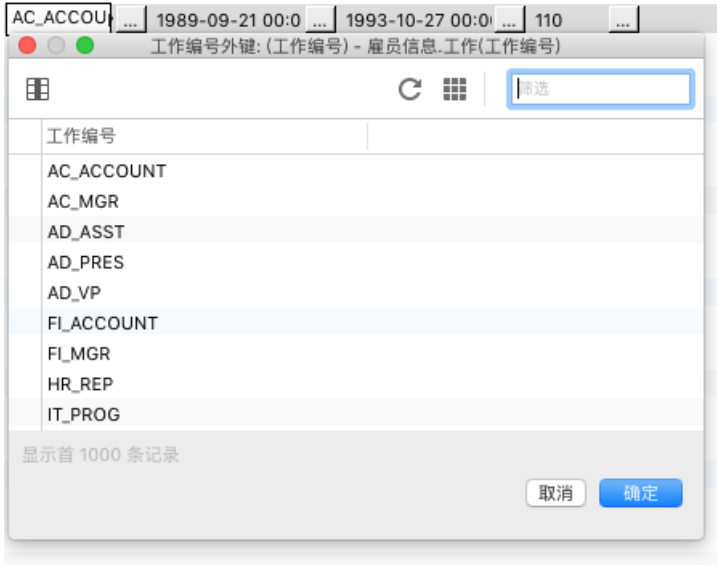 AC_ACCOU ... 1989-09-21 00:0 ... 1993-10-27 00:0 ... 110 ...
工作编号外键: (工作编号) - 雇员信息.工作(工作编号)
筛选
工作编号
AC_ACCOUNT
AC_MGR
AD_ASST
AD_PRES
AD_VP
FI_ACCOUNT
FI_MGR
HR_REP
IT_PROG
显示首 1000 条记录
取消 确定